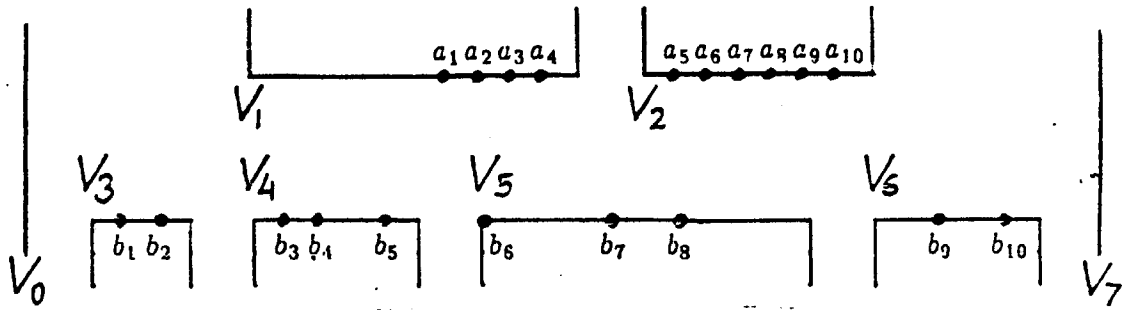 a₁ a₂ a₃ a₄ a₅ a₆ a₇ a₈ a₉ a₁₀
V₁ V₂
V₃ V₄ V₅ V₆
b₁ b₂ b₃ b₄ b₅ b₆ b₇ b₈ b₉ b₁₀
V₀ V₇